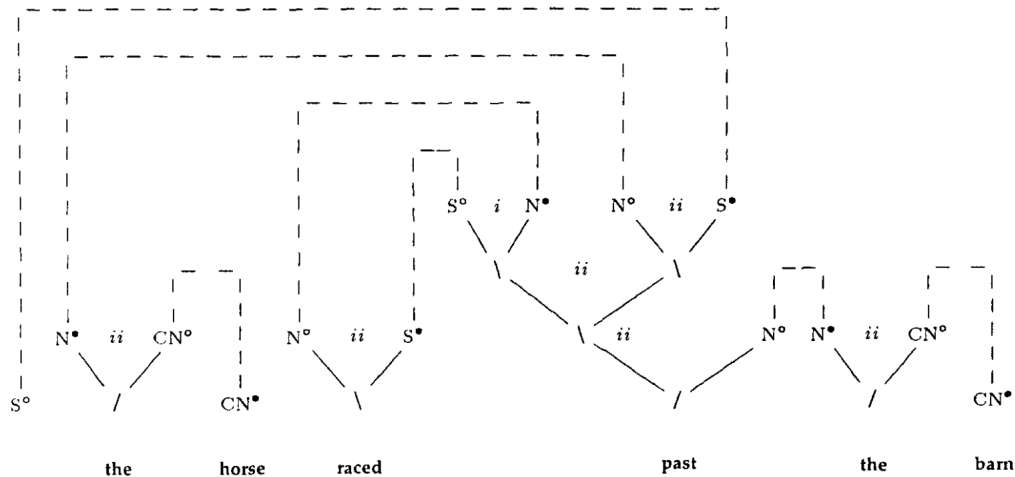 S° i N• N° ii S•
\ ii \
N• ii CN° N° ii S• \ ii N° N• ii CN°
S° / CN• \ / / CN•
the horse raced past the barn